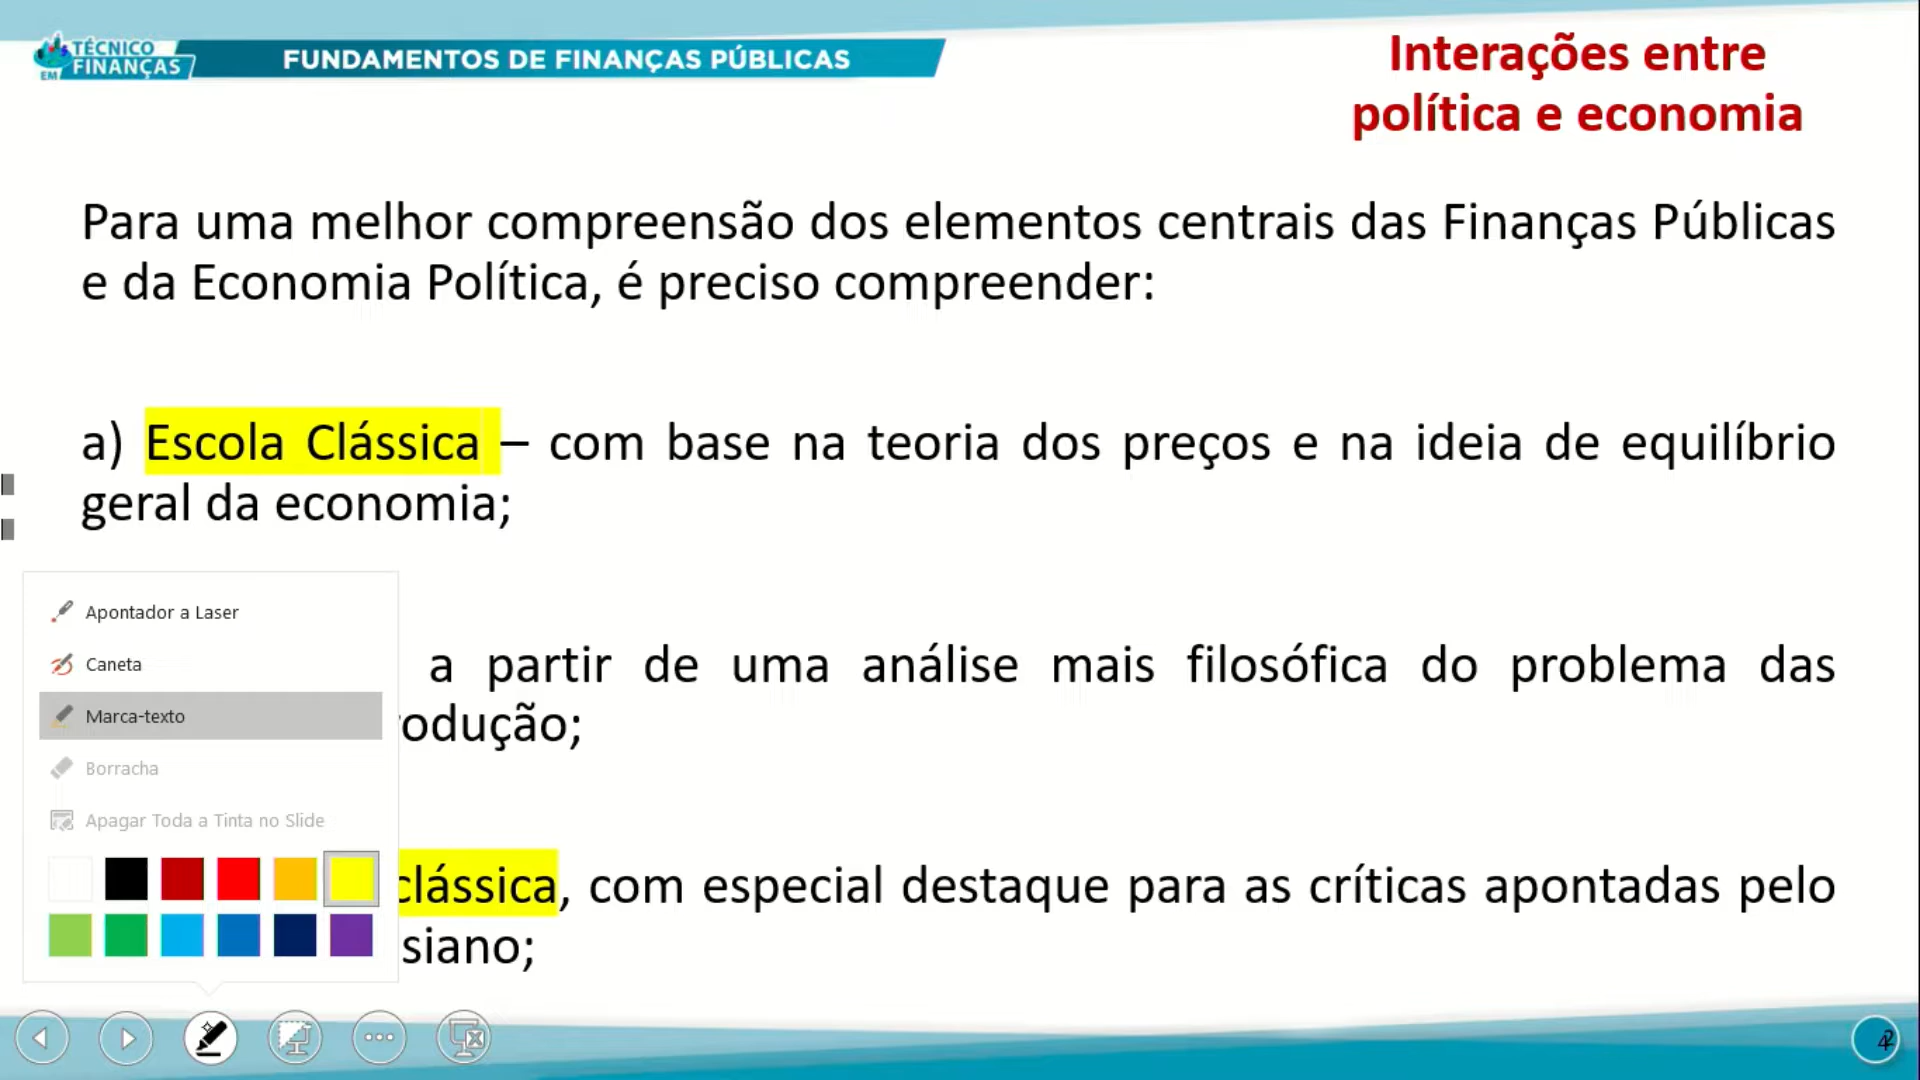 TÉCNICO
EM FINANÇAS
FUNDAMENTOS DE FINANÇAS PÚBLICAS
Interações entre
política e economia
Para uma melhor compreensão dos elementos centrais das Finanças Públicas
e da Economia Política, é preciso compreender:
a) Escola Clássica – com base na teoria dos preços e na ideia de equilíbrio
geral da economia;
a partir de uma análise mais filosófica do problema das
rodução;
clássica, com especial destaque para as críticas apontadas pelo
siano;
Apontador a Laser
Caneta
Marca-texto
Borracha
Apagar Toda a Tinta no Slide